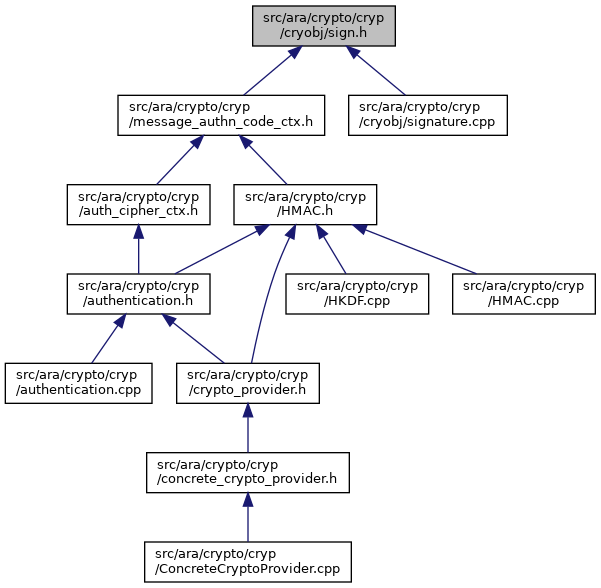 src/ara/crypto/cryp
/cryobj/sign.h
src/ara/crypto/cryp
/message_authn_code_ctx.h
src/ara/crypto/cryp
/cryobj/signature.cpp
src/ara/crypto/cryp
/auth_cipher_ctx.h
src/ara/crypto/cryp
/HMAC.h
src/ara/crypto/cryp
/authentication.h
src/ara/crypto/cryp
/HKDF.cpp
src/ara/crypto/cryp
/HMAC.cpp
src/ara/crypto/cryp
/authentication.cpp
src/ara/crypto/cryp
/crypto_provider.h
src/ara/crypto/cryp
/concrete_crypto_provider.h
src/ara/crypto/cryp
/ConcreteCryptoProvider.cpp